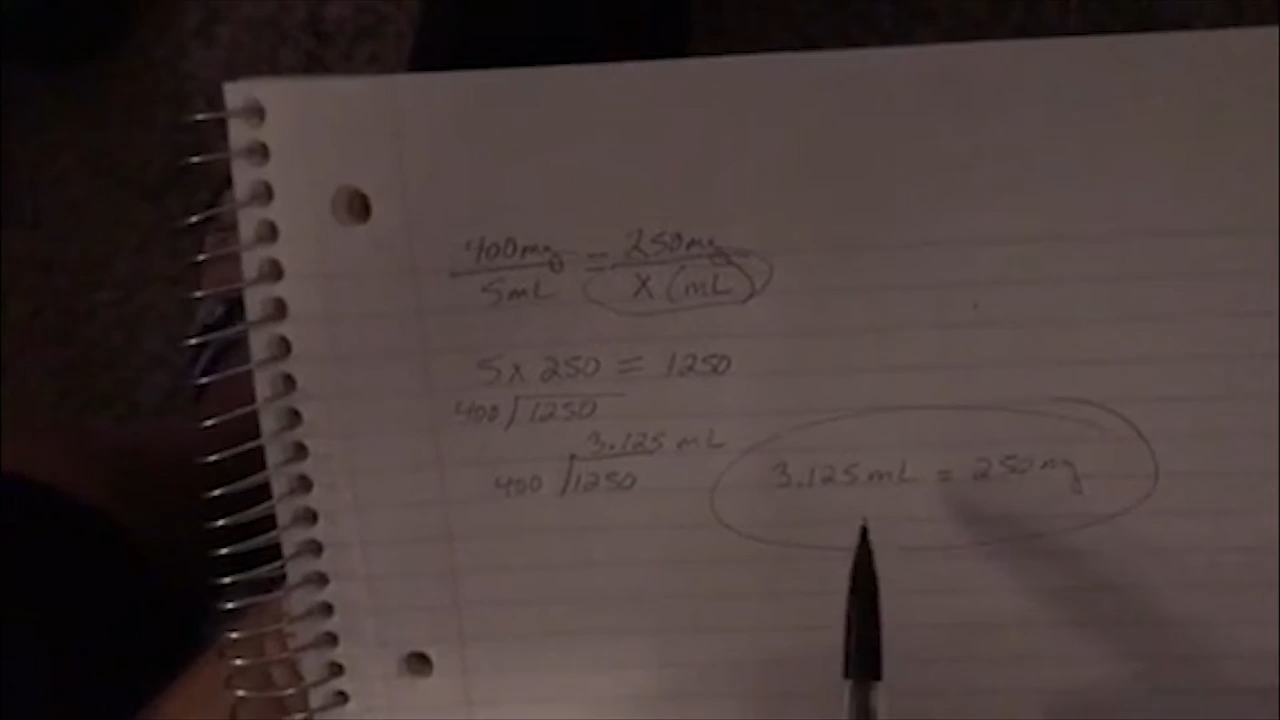 400mg = 250mg
5mL X (mL)
5 x 250 = 1250
400 1250
3.125 mL
400 1250
3.125mL = 250mg